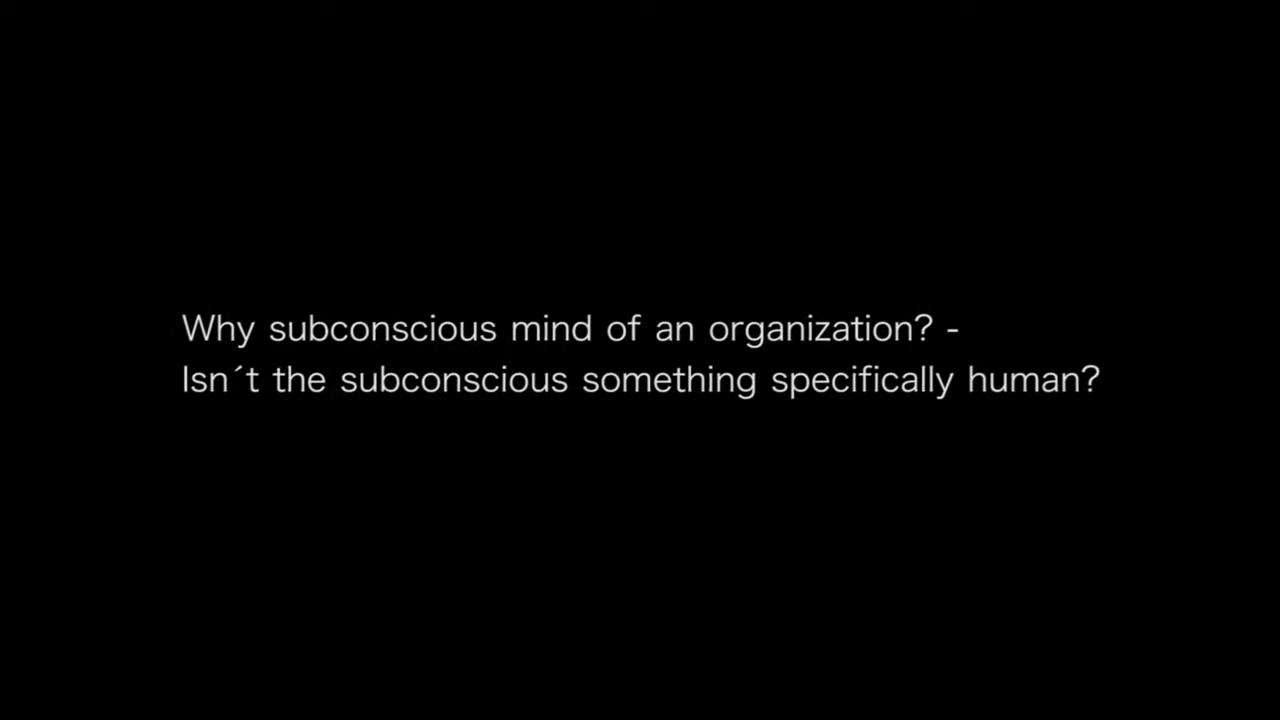 Why subconscious mind of an organization? -
Isn´t the subconscious something specifically human?